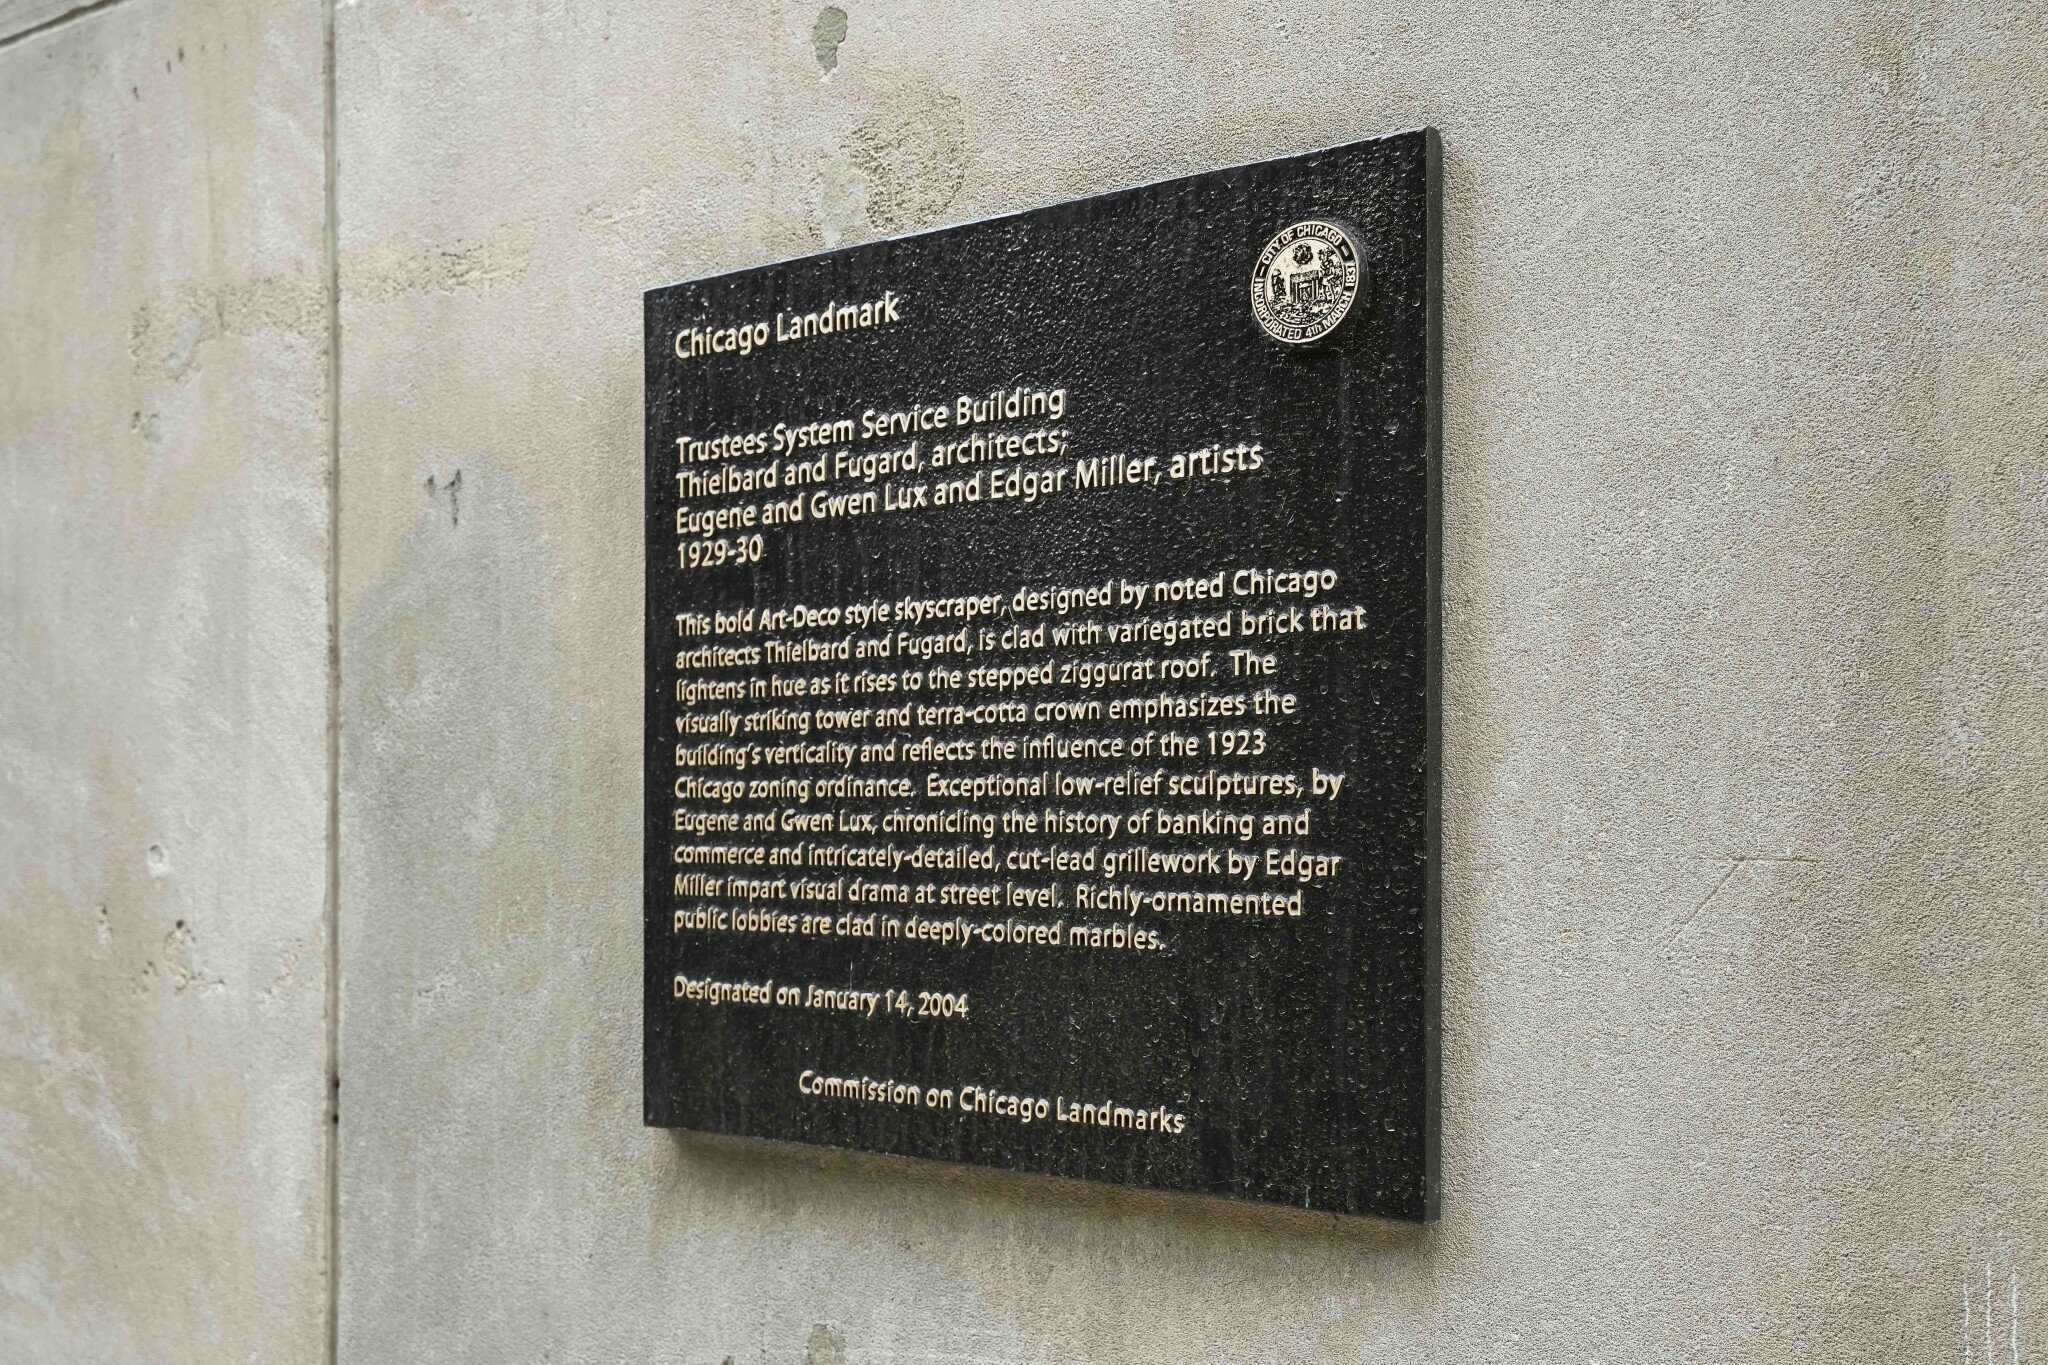 Chicago Landmark
CITY OF CHICAGO
INCORPORATED 4th MARCH 1837
Trustees System Service Building
Thielbard and Fugard, architects;
Eugene and Gwen Lux and Edgar Miller, artists
1929-30
This bold Art-Deco style skyscraper, designed by noted Chicago
architects Thielbard and Fugard, is clad with variegated brick that
lightens in hue as it rises to the stepped ziggurat roof. The
visually striking tower and terra-cotta crown emphasizes the
building's verticality and reflects the influence of the 1923
Chicago zoning ordinance. Exceptional low-relief sculptures, by
Eugene and Gwen Lux, chronicling the history of banking and
commerce and intricately-detailed, cut-lead grillework by Edgar
Miller impart visual drama at street level. Richly-ornamented
public lobbies are clad in deeply-colored marbles.
Designated on January 14, 2004
Commission on Chicago Landmarks